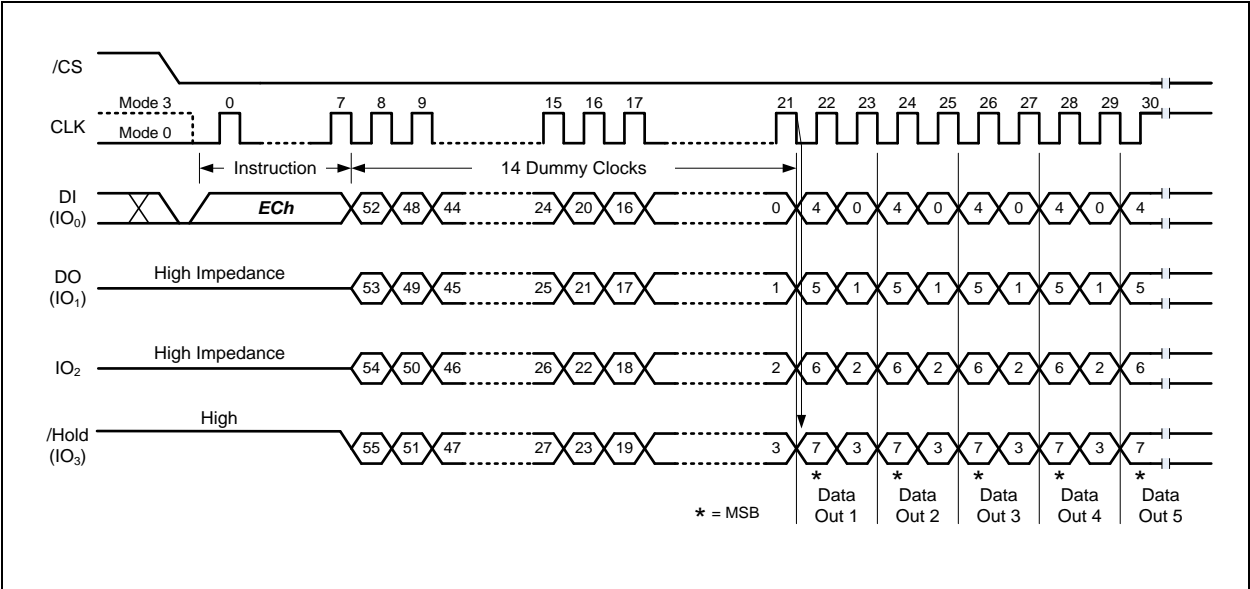 /CS
Mode 3 0 7 8 9 15 16 17 21 22 23 24 25 26 27 28 29 30
CLK
Mode 0
Instruction 14 Dummy Clocks
DI
(IO0) ECh 52 48 44 24 20 16 0 4 0 4 0 4 0 4 0 4
DO
(IO1) High Impedance 53 49 45 25 21 17 1 5 1 5 1 5 1 5 1 5
IO2 High Impedance 54 50 46 26 22 18 2 6 2 6 2 6 2 6 2 6
High
/Hold
(IO3) 55 51 47 27 23 19 3 7 3 7 3 7 3 7 3 7
* * * * *
* = MSB
Data Data Data Data Data
Out 1 Out 2 Out 3 Out 4 Out 5